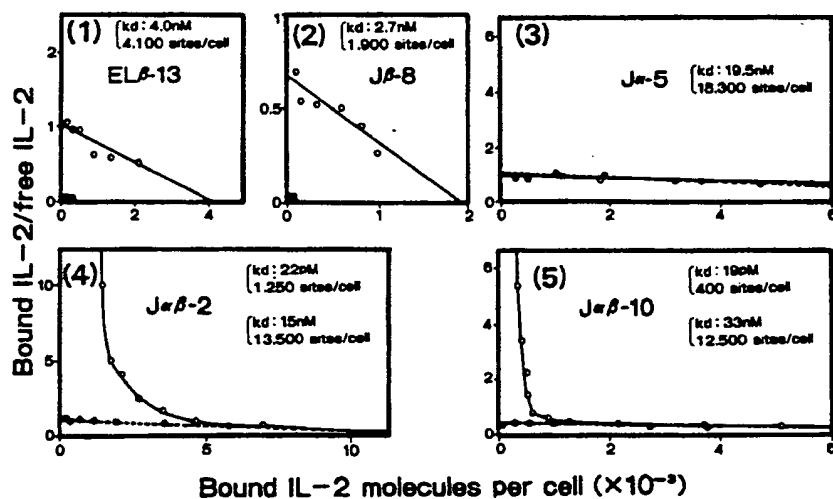 (1)
kd: 4.0nM
4.100 sites/cell
ELβ-13
2
1
0
0
2
4
(2)
kd: 2.7nM
1.900 sites/cell
Jβ-8
1
0.5
0
0
1
2
(3)
Jα-5
kd: 19.5nM
18.300 sites/cell
6
4
2
0
0
2
4
6
(4)
Jαβ-2
kd: 22pM
1.250 sites/cell
kd: 15nM
13.500 sites/cell
10
5
0
0
5
10
(5)
Jαβ-10
kd: 19pM
400 sites/cell
kd: 33nM
12.500 sites/cell
6
4
2
0
0
2
4
6
Bound IL-2/free IL-2
Bound IL-2 molecules per cell (×10⁻³)